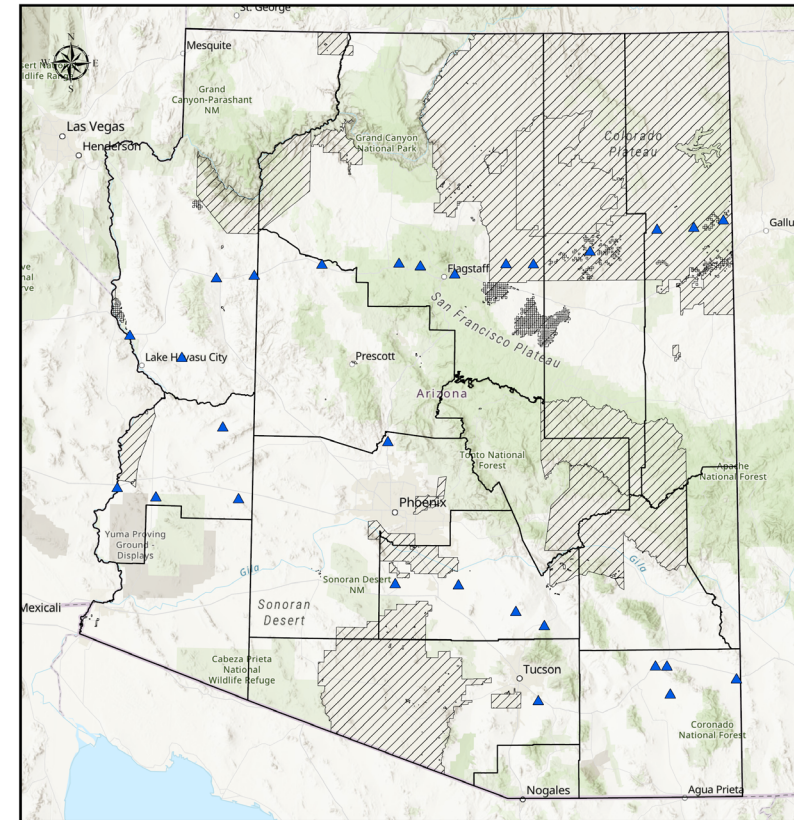 St. George
N
W
E
S
Mesquite
Las Vegas
Henderson
Grand
Canyon-Parashant
NM
Grand Canyon
National Park
Colorado
Plateau
Flagstaff
San Francisco Plateau
Lake Havasu City
Prescott
Arizona
Tonto National
Forest
Apache
National Forest
Phoenix
Yuma Proving
Ground -
Displays
Gila
Gila
Sonoran Desert
NM
Sonoran
Desert
Mexicali
Cabeza Prieta
National
Wildlife Refuge
Tucson
Coronado
National Forest
Nogales
Agua Prieta